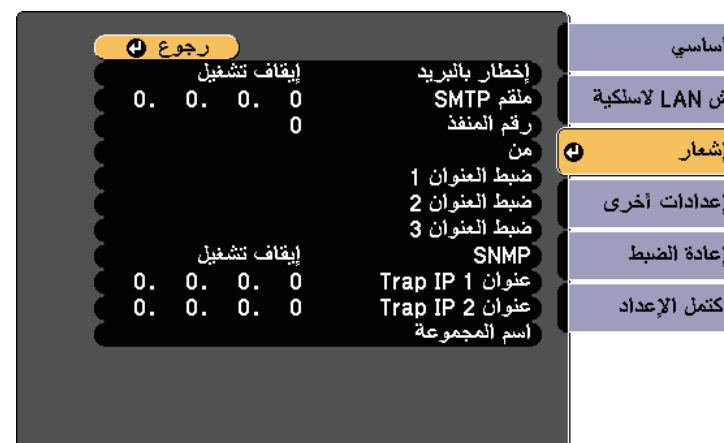 رجوع
إخطار بالبريد إيقاف تشغيل
ملقم SMTP 0. 0. 0. 0
رقم المنفذ 0
من
ضبط العنوان 1
ضبط العنوان 2
ضبط العنوان 3
SNMP إيقاف تشغيل
عنوان Trap IP 1 0. 0. 0. 0
عنوان Trap IP 2 0. 0. 0. 0
اسم المجموعة
أساسي
LAN لاسلكية
إشعار
إعدادات أخرى
إعادة الضبط
اكتمل الإعداد